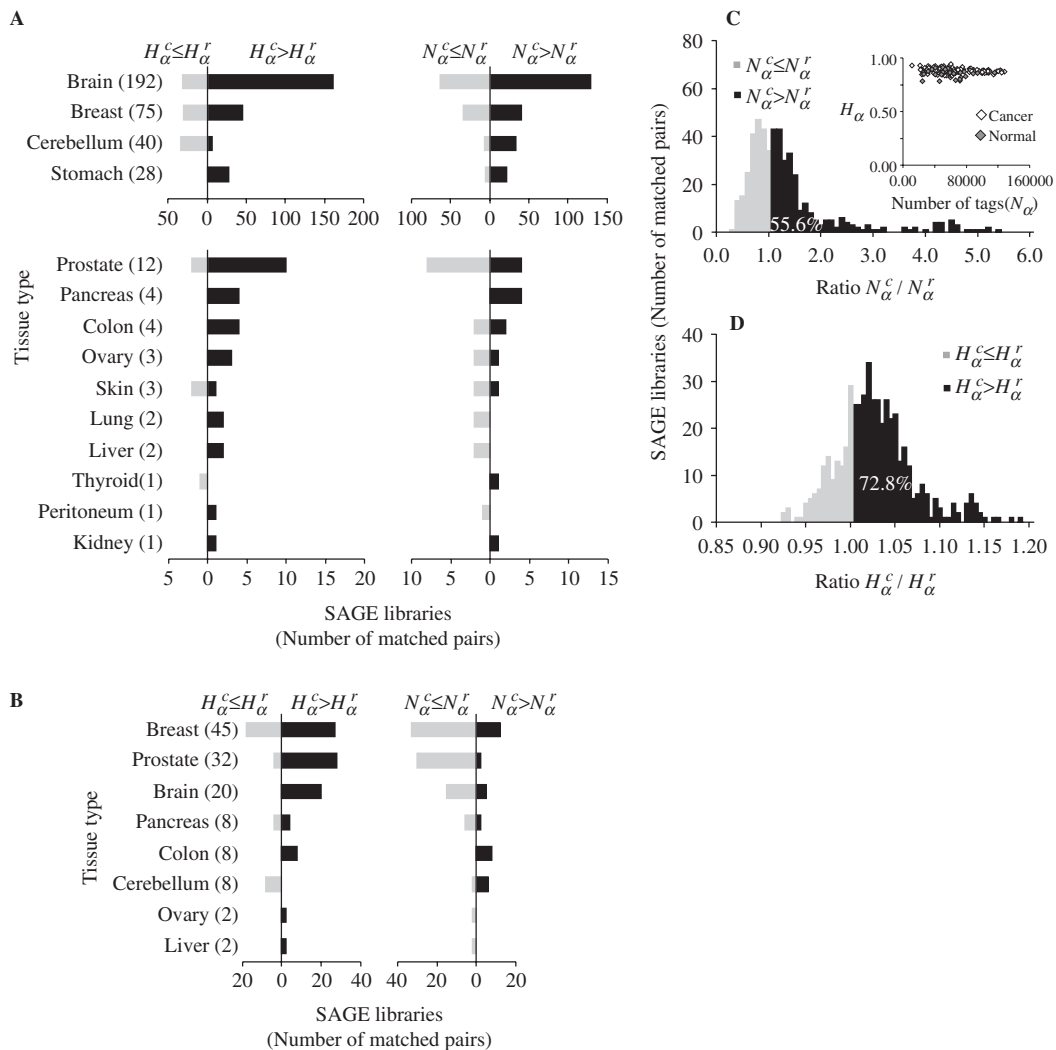 A
H_α^c≤H_α^r H_α^c>H_α^r N_α^c≤N_α^r N_α^c>N_α^r
Brain (192)
Breast (75)
Cerebellum (40)
Stomach (28)
50 0 50 100 150 200
100 50 0 50 100 150
Tissue type
Prostate (12)
Pancreas (4)
Colon (4)
Ovary (3)
Skin (3)
Lung (2)
Liver (2)
Thyroid(1)
Peritoneum (1)
Kidney (1)
5 0 5 10 15 20
10 5 0 5 10 15
SAGE libraries
(Number of matched pairs)
B
H_α^c≤H_α^r H_α^c>H_α^r N_α^c≤N_α^r N_α^c>N_α^r
Tissue type
Breast (45)
Prostate (32)
Brain (20)
Pancreas (8)
Colon (8)
Cerebellum (8)
Ovary (2)
Liver (2)
20 0 20 40
40 20 0 20
SAGE libraries
(Number of matched pairs)
C
SAGE libraries (Number of matched pairs)
80
60
40
20
0
N_α^c≤N_α^r
N_α^c>N_α^r
55.6%
0.0 1.0 2.0 3.0 4.0 5.0 6.0
Ratio N_α^c / N_α^r
H_α
1.00
0.50
0.00
Cancer
Normal
0.00 80000 160000
Number of tags(N_α)
D
40
30
20
10
0
H_α^c≤H_α^r
H_α^c>H_α^r
72.8%
0.85 0.90 0.95 1.00 1.05 1.10 1.15 1.20
Ratio H_α^c / H_α^r